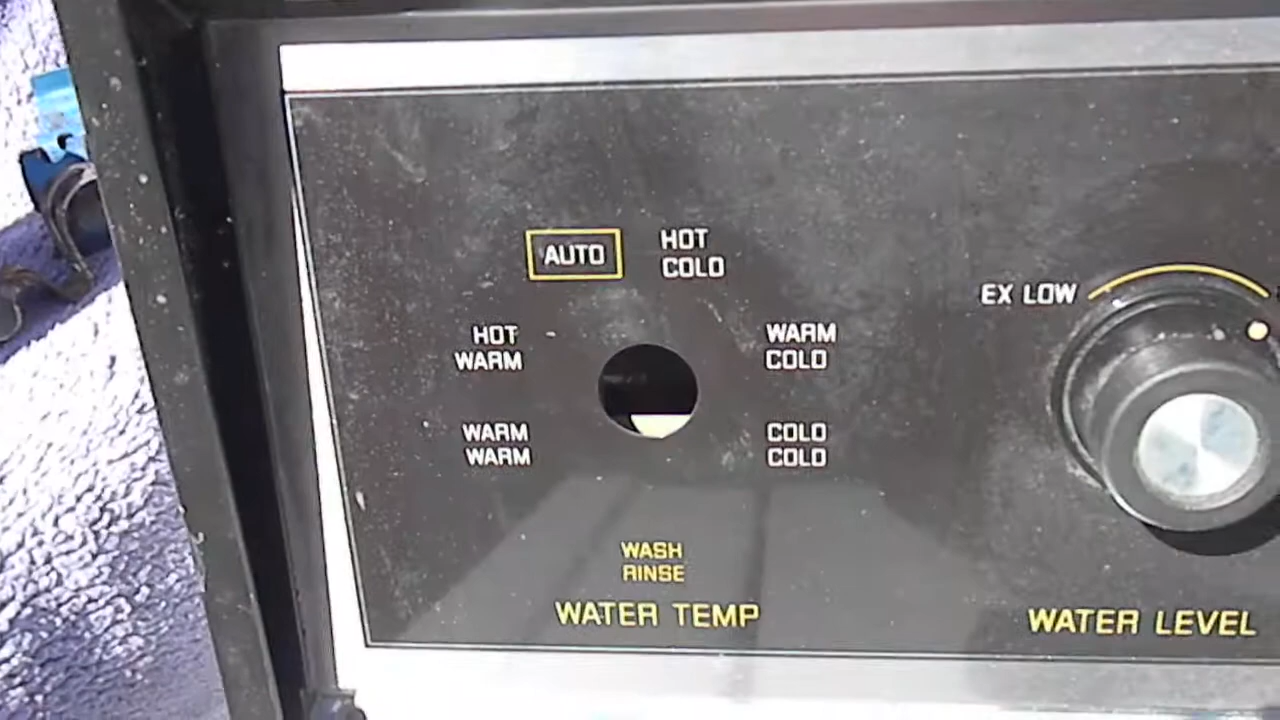 AUTO
HOT
COLD
HOT
WARM
WARM
COLD
WARM
WARM
COLD
COLD
EX LOW
WASH
RINSE
WATER TEMP
WATER LEVEL